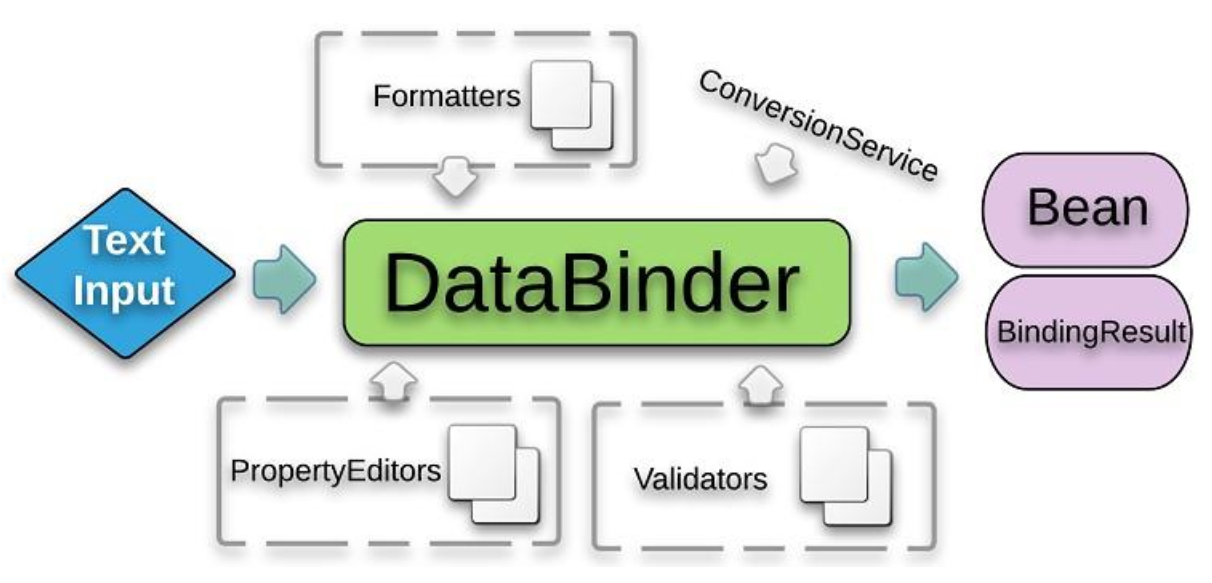 Formatters
ConversionService
Text
Input
DataBinder
Bean
BindingResult
PropertyEditors
Validators